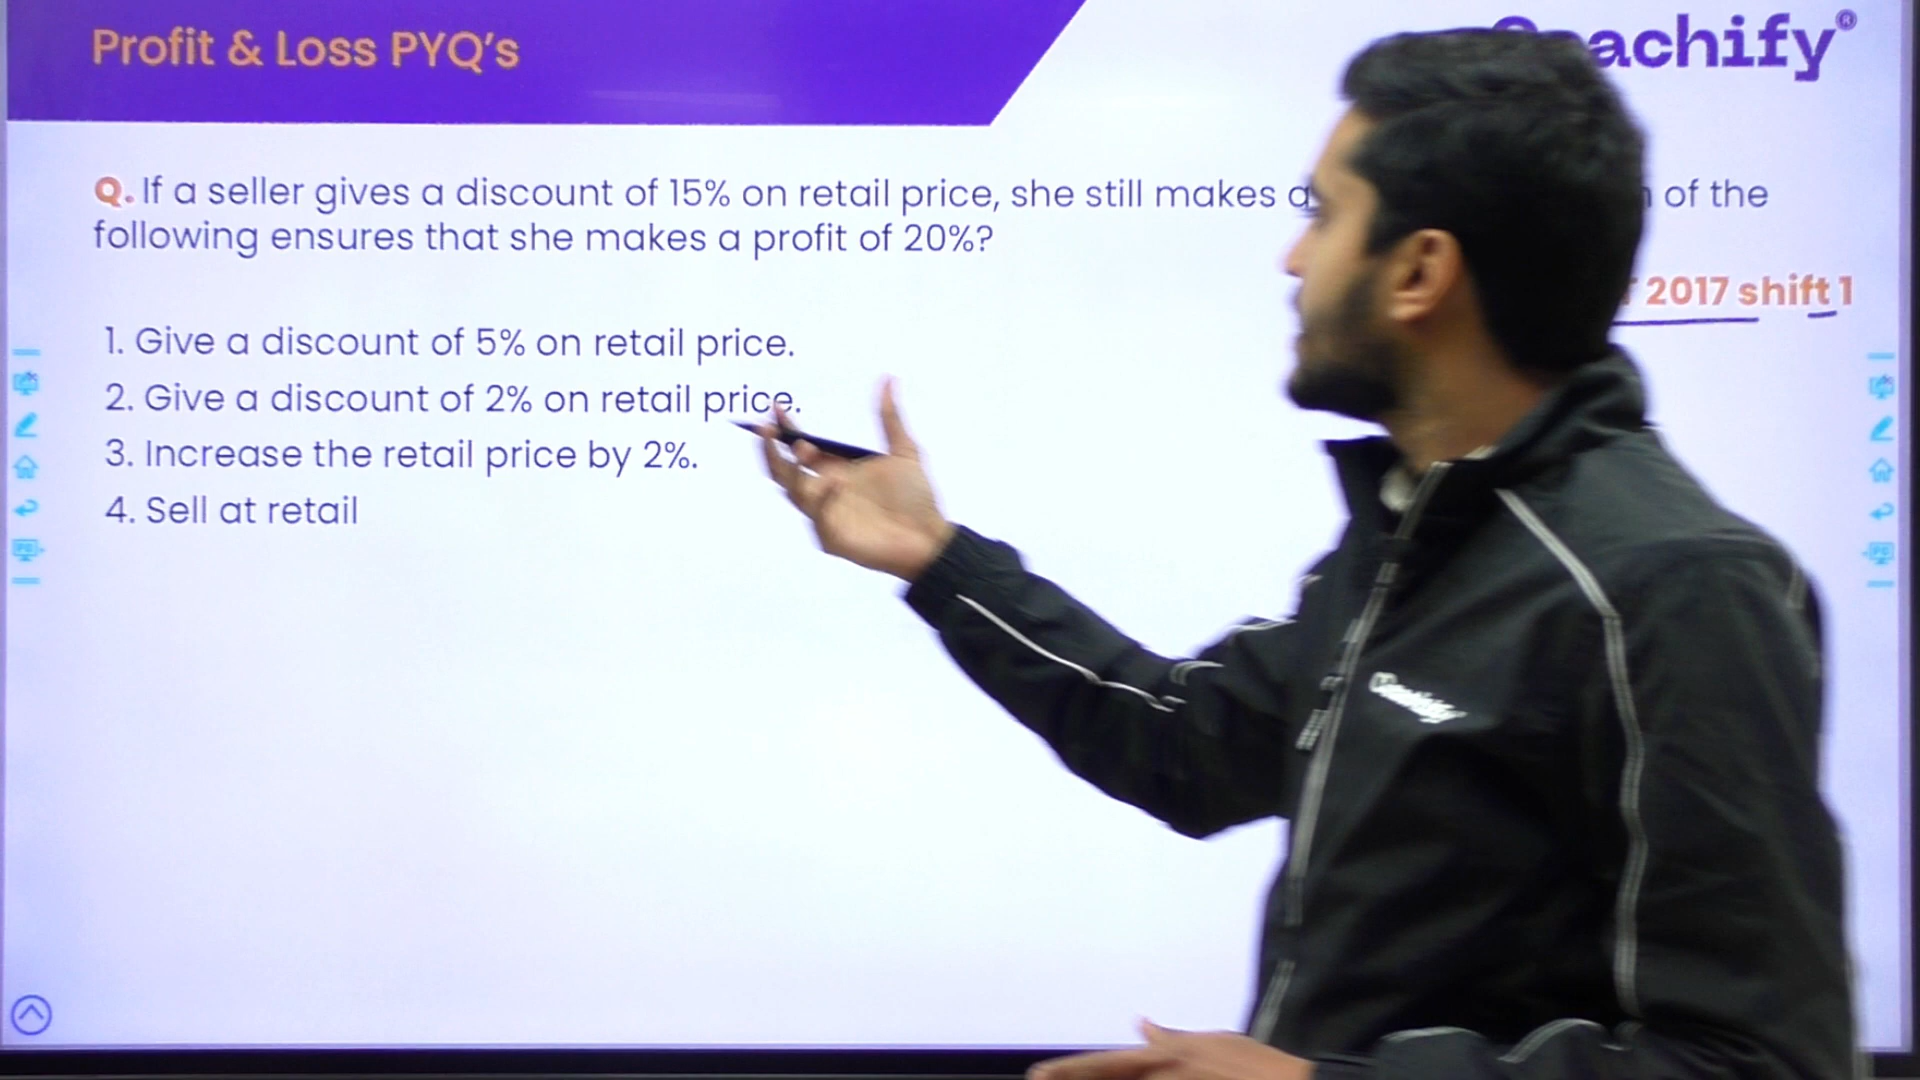 Profit & Loss PYQ's
achify®
Q. If a seller gives a discount of 15% on retail price, she still makes a of the
following ensures that she makes a profit of 20%?
2017 shift 1
1. Give a discount of 5% on retail price.
2. Give a discount of 2% on retail price.
3. Increase the retail price by 2%.
4. Sell at retail
Coachify